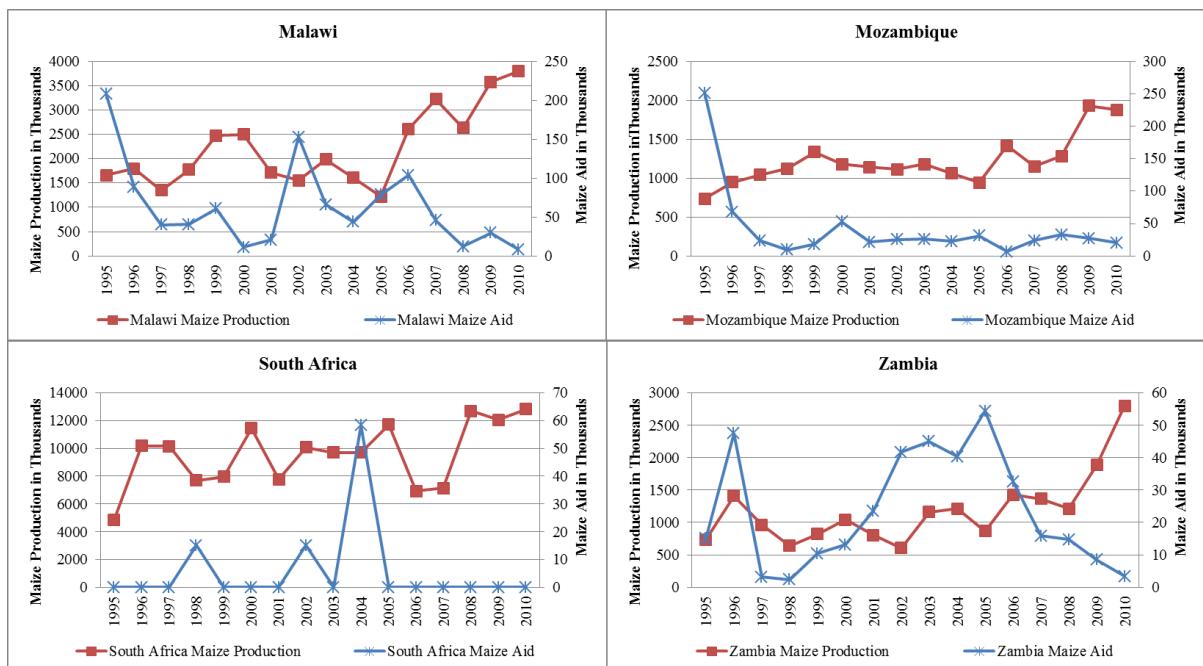 Malawi
Maize Production in Thousands
4000
3500
3000
2500
2000
1500
1000
500
0
250
200
150
100
50
0
Maize Aid in Thousands
1995 1996 1997 1998 1999 2000 2001 2002 2003 2004 2005 2006 2007 2008 2009 2010
Malawi Maize Production Malawi Maize Aid
Mozambique
Maize Production inThousands
2500
2000
1500
1000
500
0
300
250
200
150
100
50
0
Maize Aid in Thousands
1995 1996 1997 1998 1999 2000 2001 2002 2003 2004 2005 2006 2007 2008 2009 2010
Mozambique Maize Production Mozambique Maize Aid
South Africa
Maize Production in Thousands
14000
12000
10000
8000
6000
4000
2000
0
70
60
50
40
30
20
10
0
Maize Aid in Thousands
1995 1996 1997 1998 1999 2000 2001 2002 2003 2004 2005 2006 2007 2008 2009 2010
South Africa Maize Production South Africa Maize Aid
Zambia
Maize Production in Thousands
3000
2500
2000
1500
1000
500
0
60
50
40
30
20
10
0
Maize Aid in Thousands
1995 1996 1997 1998 1999 2000 2001 2002 2003 2004 2005 2006 2007 2008 2009 2010
Zambia Maize Production Zambia Maize Aid